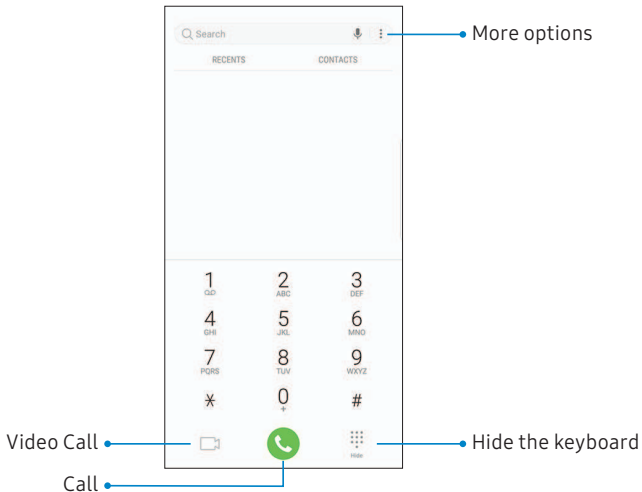 Search
More options
RECENTS CONTACTS
1 2 3
ABC DEF
4 5 6
GHI JKL MNO
7 8 9
PQRS TUV WXYZ
* 0 #
+
Video Call
Hide the keyboard
Hide
Call